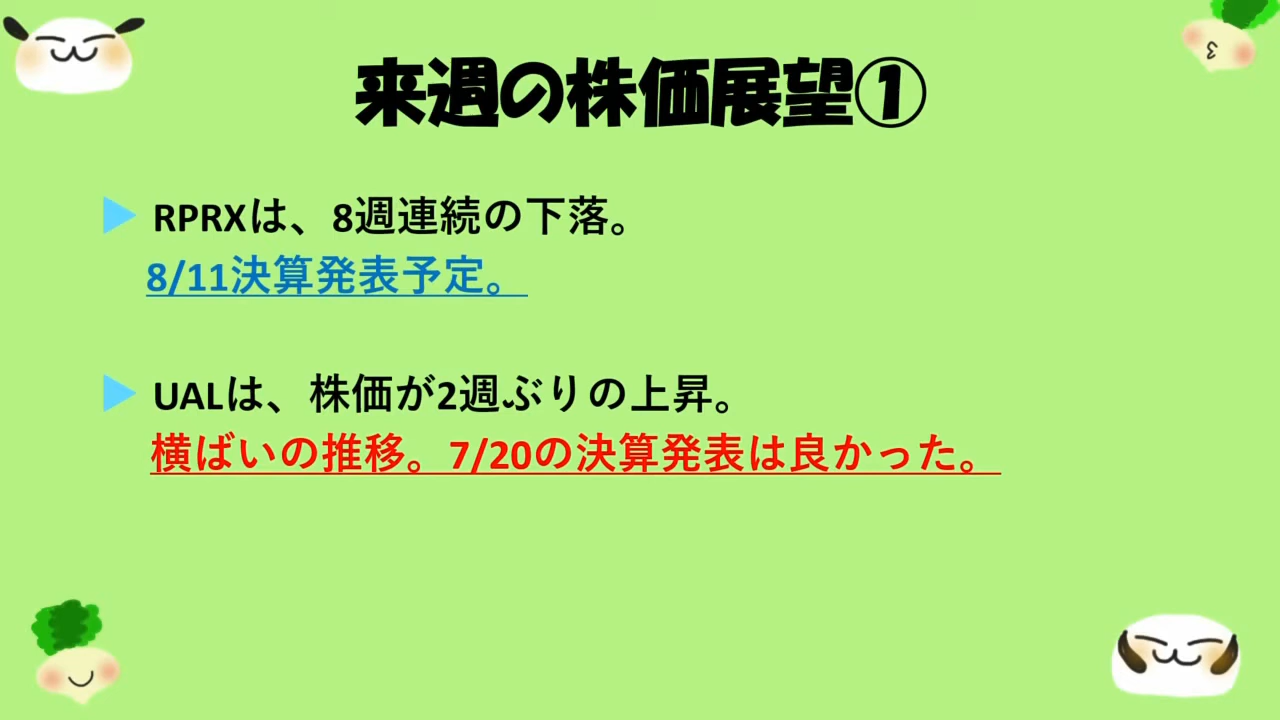 来週の株価展望①
RPRXは、8週連続の下落。
8/11決算発表予定。
UALは、株価が2週ぶりの上昇。
横ばいの推移。7/20の決算発表は良かった。